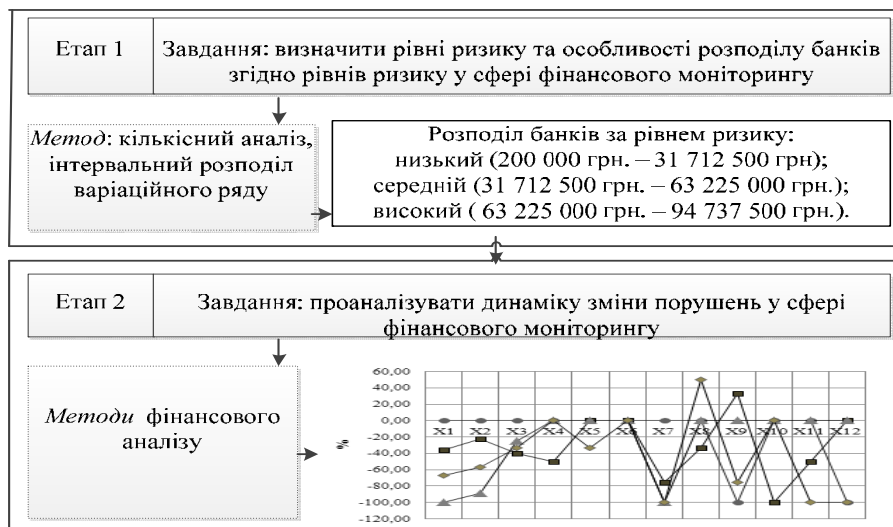 Етап 1
Завдання: визначити рівні ризику та особливості розподілу банків
згідно рівнів ризику у сфері фінансового моніторингу
Метод: кількісний аналіз,
інтервальний розподіл
варіаційного ряду
Розподіл банків за рівнем ризику:
низький (200 000 грн. – 31 712 500 грн);
середній (31 712 500 грн. – 63 225 000 грн.);
високий ( 63 225 000 грн. – 94 737 500 грн.).
Етап 2
Завдання: проаналізувати динаміку зміни порушень у сфері
фінансового моніторингу
Методи фінансового
аналізу
%
60,00
40,00
20,00
0,00
-20,00
-40,00
-60,00
-80,00
-100,00
-120,00
X1 X2 X3 X4 X5 X6 X7 X8 X9 X10 X11 X12